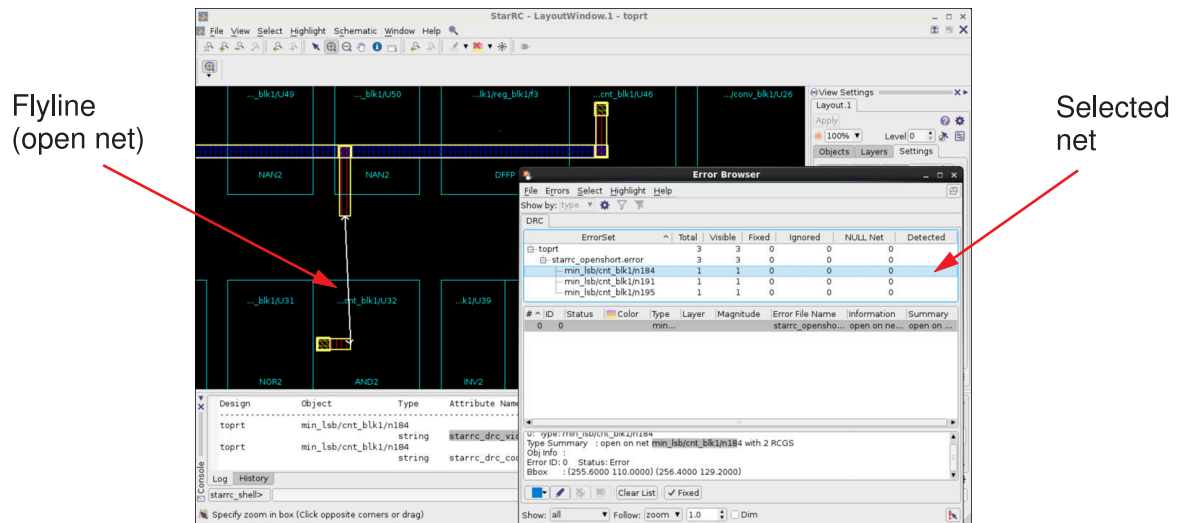 StarRC - LayoutWindow.1 - toprt
File View Select Highlight Schematic Window Help
Flyline
(open net)
Selected
net
..._blk1/U49 ..._blk1/U50 ...lk1/reg_blk1/f3 ...cnt_blk1/U46 .../conv_blk1/U26
View Settings
Layout.1
Apply
100% Level 0
Objects Layers Settings
NAN2 NAN2 DFFP
Error Browser
File Errors Select Highlight Help
Show by: type
DRC
ErrorSet Total Visible Fixed Ignored NULL Net Detected
toprt 3 3 0 0 0
starrc_openshort.error 3 3 0 0 0
min_lsb/cnt_blk1/n184 1 1 0 0 0
min_lsb/cnt_blk1/n191 1 1 0 0 0
min_lsb/cnt_blk1/n195 1 1 0 0 0
..._blk1/U31 ...cnt_blk1/U32 ...k1/U39
# ID Status Color Type Layer Magnitude Error File Name Information Summary
0 0 min... starrc_opensho... open on ne... open on ...
NOR2 AND2 INV2
Design Object Type Attribute Name
toprt min_lsb/cnt_blk1/n184
string starrc_drc_vio
toprt min_lsb/cnt_blk1/n184
string starrc_drc_coo
Console
Log History
starrc_shell>
Specify zoom in box (Click opposite corners or drag)
0: Type: min_lsb/cnt_blk1/n184
Type Summary : open on net min_lsb/cnt_blk1/n184 with 2 RCGS
Obj Info :
Error ID: 0 Status: Error
Bbox : (255.6000 110.0000) (256.4000 129.2000)
Clear List Fixed
Show: all Follow: zoom 1.0 Dim